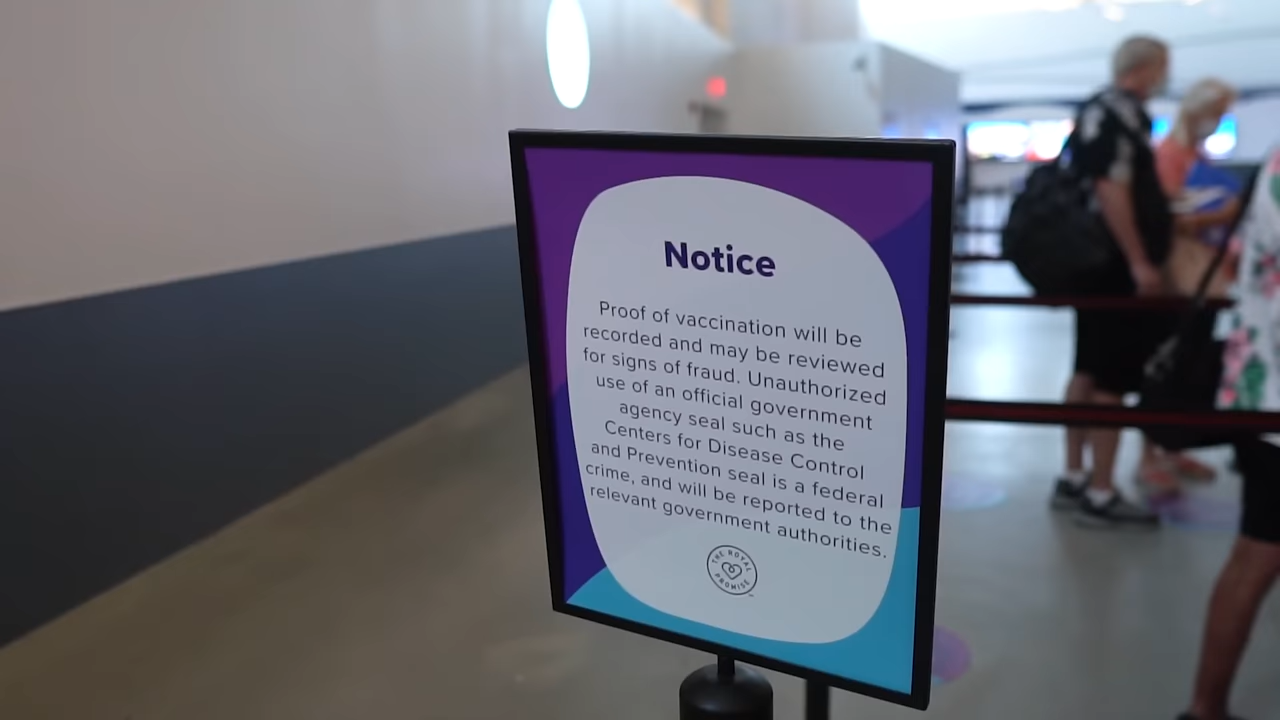 Notice
Proof of vaccination will be
recorded and may be reviewed
for signs of fraud. Unauthorized
use of an official government
agency seal such as the
Centers for Disease Control
and Prevention seal is a federal
crime, and will be reported to the
relevant government authorities.
THE ROYAL
PROMISE